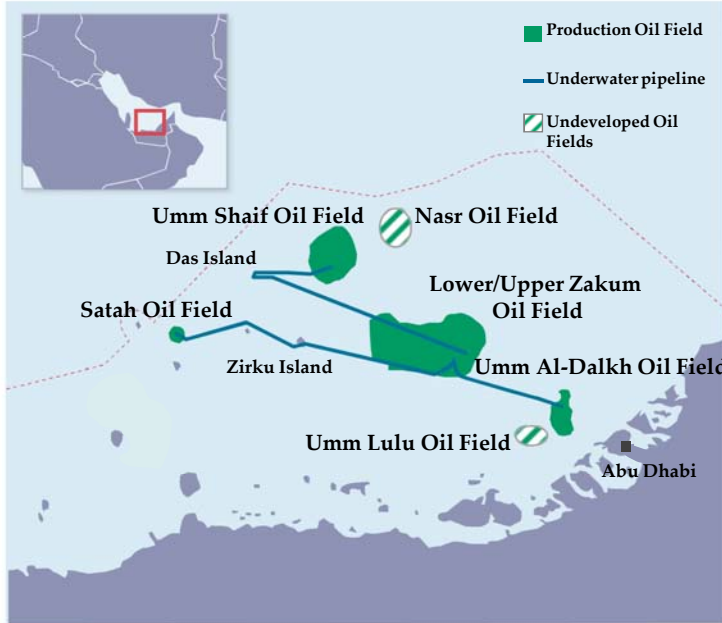 Production Oil Field
Underwater pipeline
Undeveloped Oil
Fields
Umm Shaif Oil Field
Nasr Oil Field
Das Island
Lower/Upper Zakum
Oil Field
Satah Oil Field
Zirku Island
Umm Al-Dalkh Oil Field
Umm Lulu Oil Field
Abu Dhabi